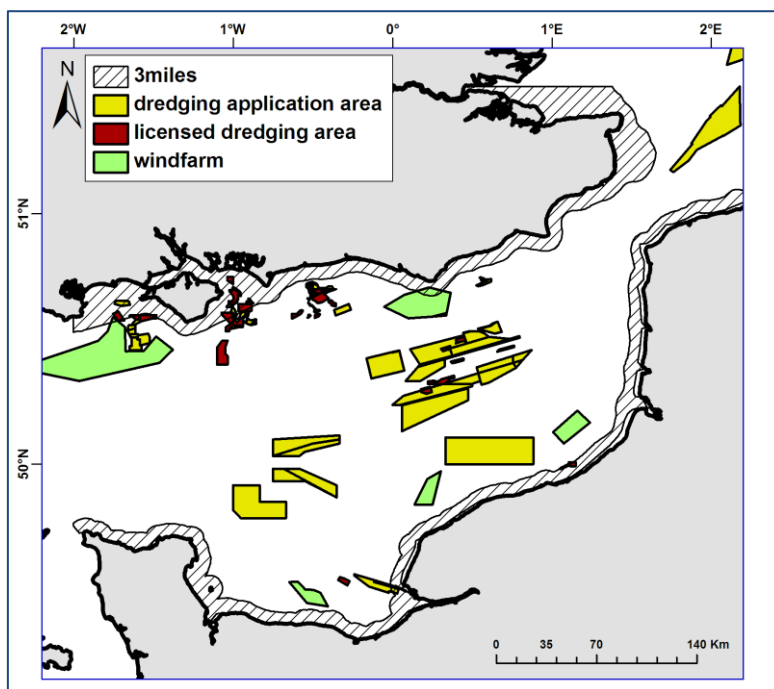 2°W 1°W 0° 1°E 2°E
N
3miles
dredging application area
licensed dredging area
windfarm
51°N
50°N
0 35 70 140 Km